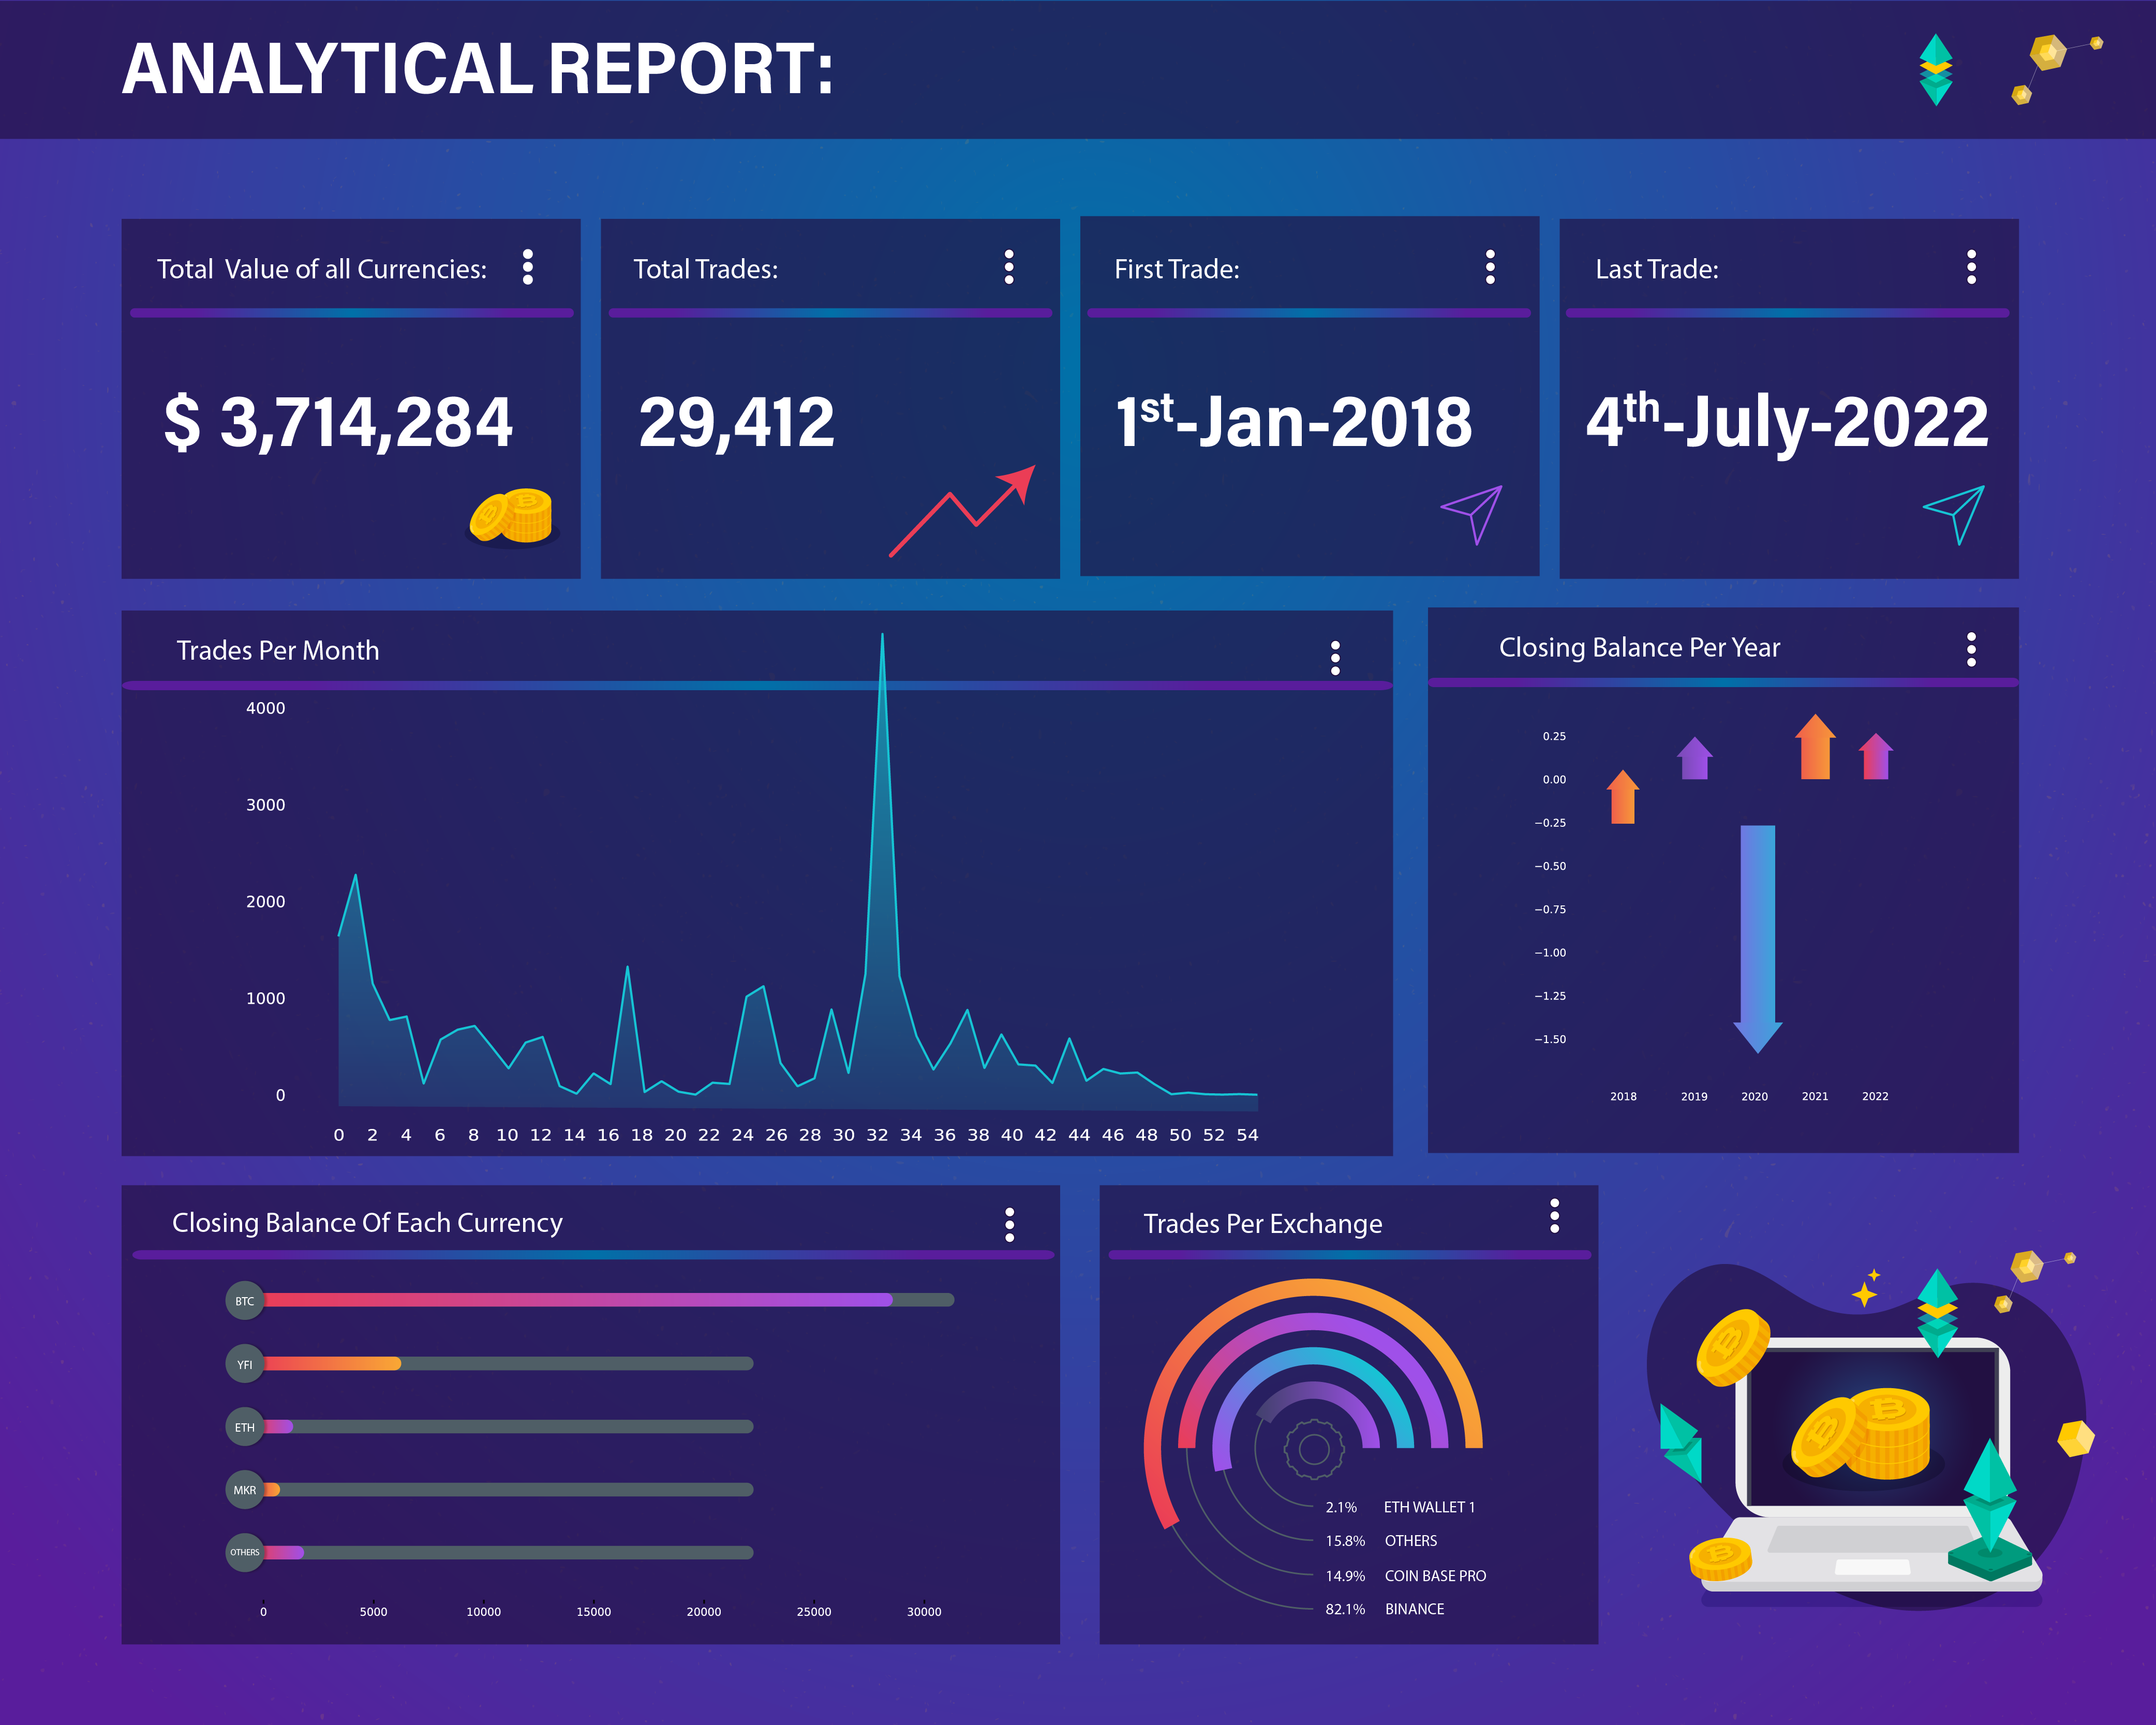 ANALYTICAL REPORT:
Total Value of all Currencies:
$ 3,714,284
Total Trades:
29,412
First Trade:
1st-Jan-2018
Last Trade:
4th-July-2022
Trades Per Month
4000
3000
2000
1000
0
0 2 4 6 8 10 12 14 16 18 20 22 24 26 28 30 32 34 36 38 40 42 44 46 48 50 52 54
Closing Balance Per Year
0.25
0.00
−0.25
−0.50
−0.75
−1.00
−1.25
−1.50
2018 2019 2020 2021 2022
Closing Balance Of Each Currency
BTC
YFI
ETH
MKR
OTHERS
0 5000 10000 15000 20000 25000 30000
Trades Per Exchange
2.1% ETH WALLET 1
15.8% OTHERS
14.9% COIN BASE PRO
82.1% BINANCE